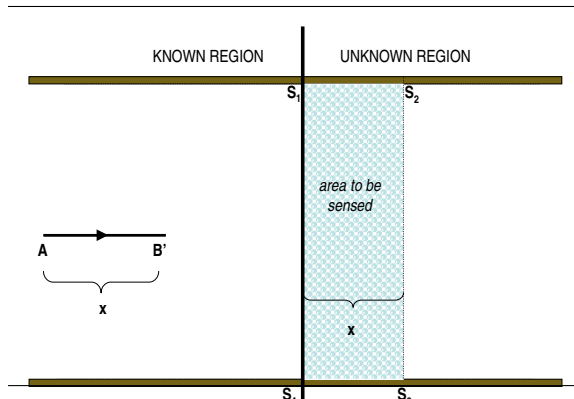 KNOWN REGION UNKNOWN REGION
S1 S2
area to be
sensed
A B'
x x